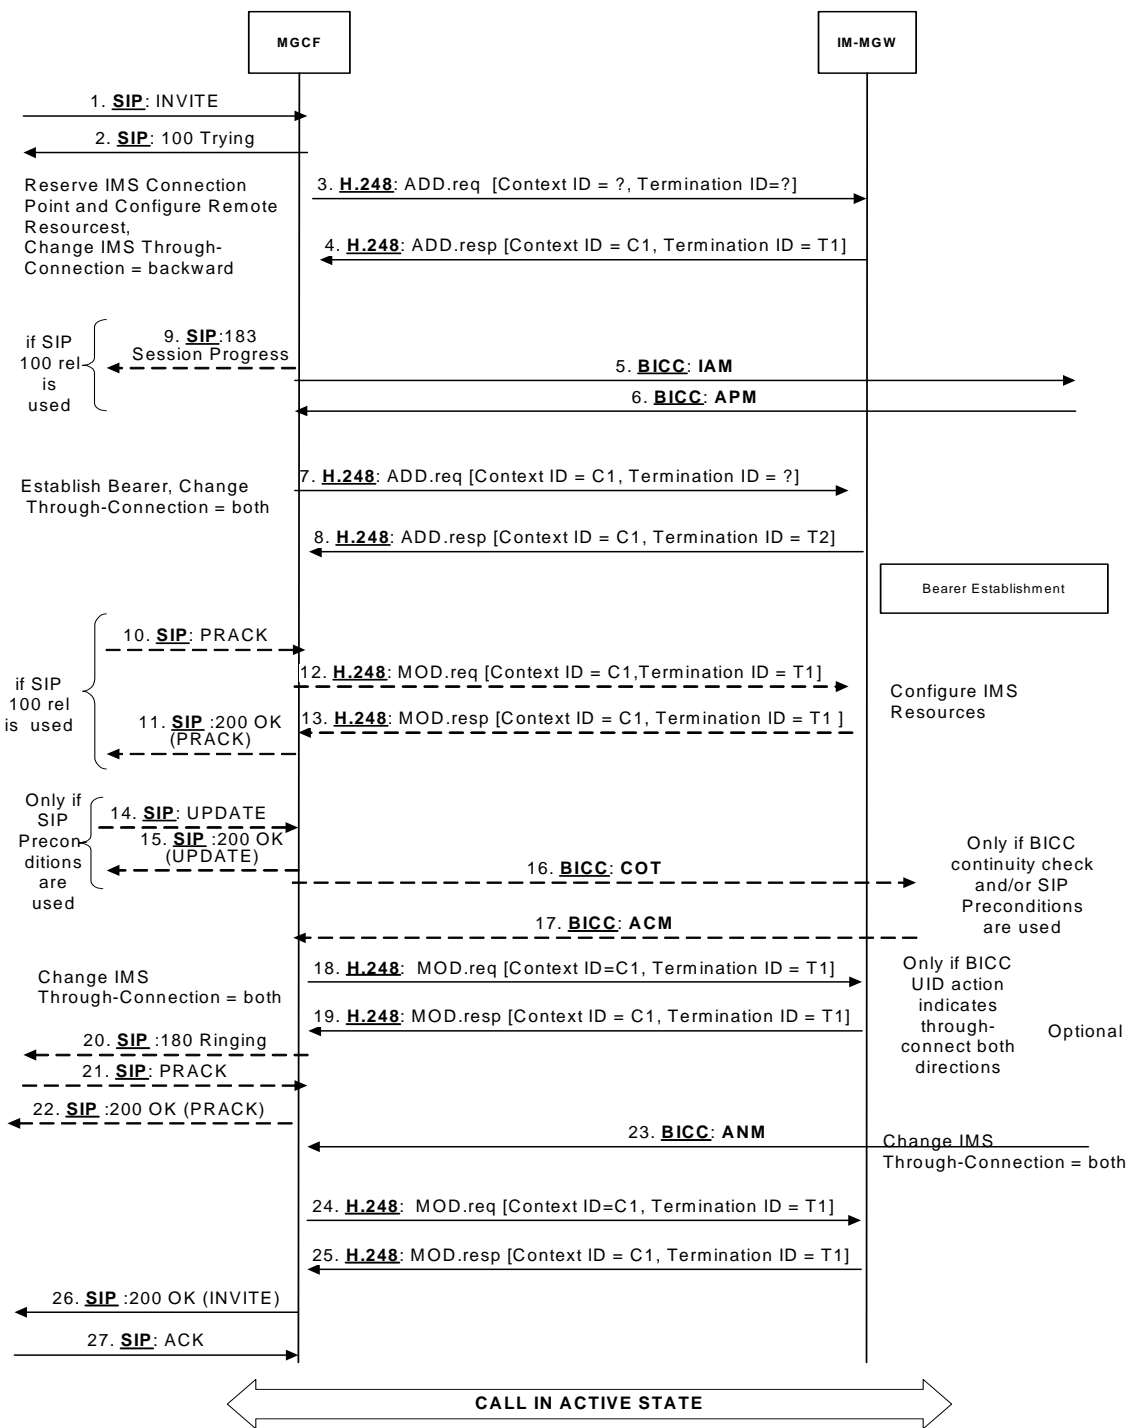 MGCF
IM-MGW
1. SIP: INVITE
2. SIP: 100 Trying
Reserve IMS Connection
Point and Configure Remote
Resourcest,
Change IMS Through-
Connection = backward
3. H.248: ADD.req [Context ID = ?, Termination ID=?]
4. H.248: ADD.resp [Context ID = C1, Termination ID = T1]
if SIP
100 rel
is
used
9. SIP:183
Session Progress
5. BICC: IAM
6. BICC: APM
Establish Bearer, Change
Through-Connection = both
7. H.248: ADD.req [Context ID = C1, Termination ID = ?]
8. H.248: ADD.resp [Context ID = C1, Termination ID = T2]
Bearer Establishment
if SIP
100 rel
is used
10. SIP: PRACK
12. H.248: MOD.req [Context ID = C1,Termination ID = T1]
13. H.248: MOD.resp [Context ID = C1, Termination ID = T1 ]
11. SIP :200 OK
(PRACK)
Configure IMS
Resources
Only if
SIP
Precon
ditions
are
used
14. SIP: UPDATE
15. SIP :200 OK
(UPDATE)
16. BICC: COT
Only if BICC
continuity check
and/or SIP
Preconditions
are used
17. BICC: ACM
Change IMS
Through-Connection = both
18. H.248: MOD.req [Context ID=C1, Termination ID = T1]
19. H.248: MOD.resp [Context ID = C1, Termination ID = T1]
Only if BICC
UID action
indicates
through-
connect both
directions
Optional
20. SIP :180 Ringing
21. SIP: PRACK
22. SIP :200 OK (PRACK)
23. BICC: ANM
Change IMS
Through-Connection = both
24. H.248: MOD.req [Context ID=C1, Termination ID = T1]
25. H.248: MOD.resp [Context ID = C1, Termination ID = T1]
26. SIP :200 OK (INVITE)
27. SIP: ACK
CALL IN ACTIVE STATE